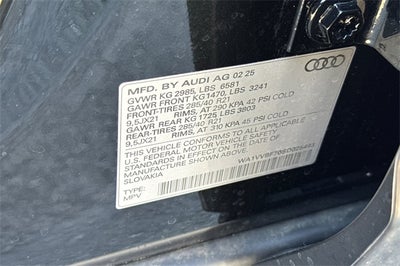 MFD. BY AUDI AG 02 25
GVWR KG 2985, LBS 6581
GAWR FRONT KG 1470, LBS 3241
FRONT-TIRES 285/40 R21
9,5JX21 RIMS, AT 290 KPA 42 PSI COLD
GAWR REAR KG 1725 LBS 3803
REAR-TIRES 285/40 R21
9,5JX21 RIMS, AT 310 KPA 45 PSI COLD
THIS VEHICLE CONFORMS TO ALL APPLICABLE
U.S. FEDERAL MOTOR VEHICLE SAFETY
STANDARDS IN EFFECT ON THE DATE OF
MANUFACTURE SHOWN ABOVE.
SLOVAKIA
TYPE:
MPV